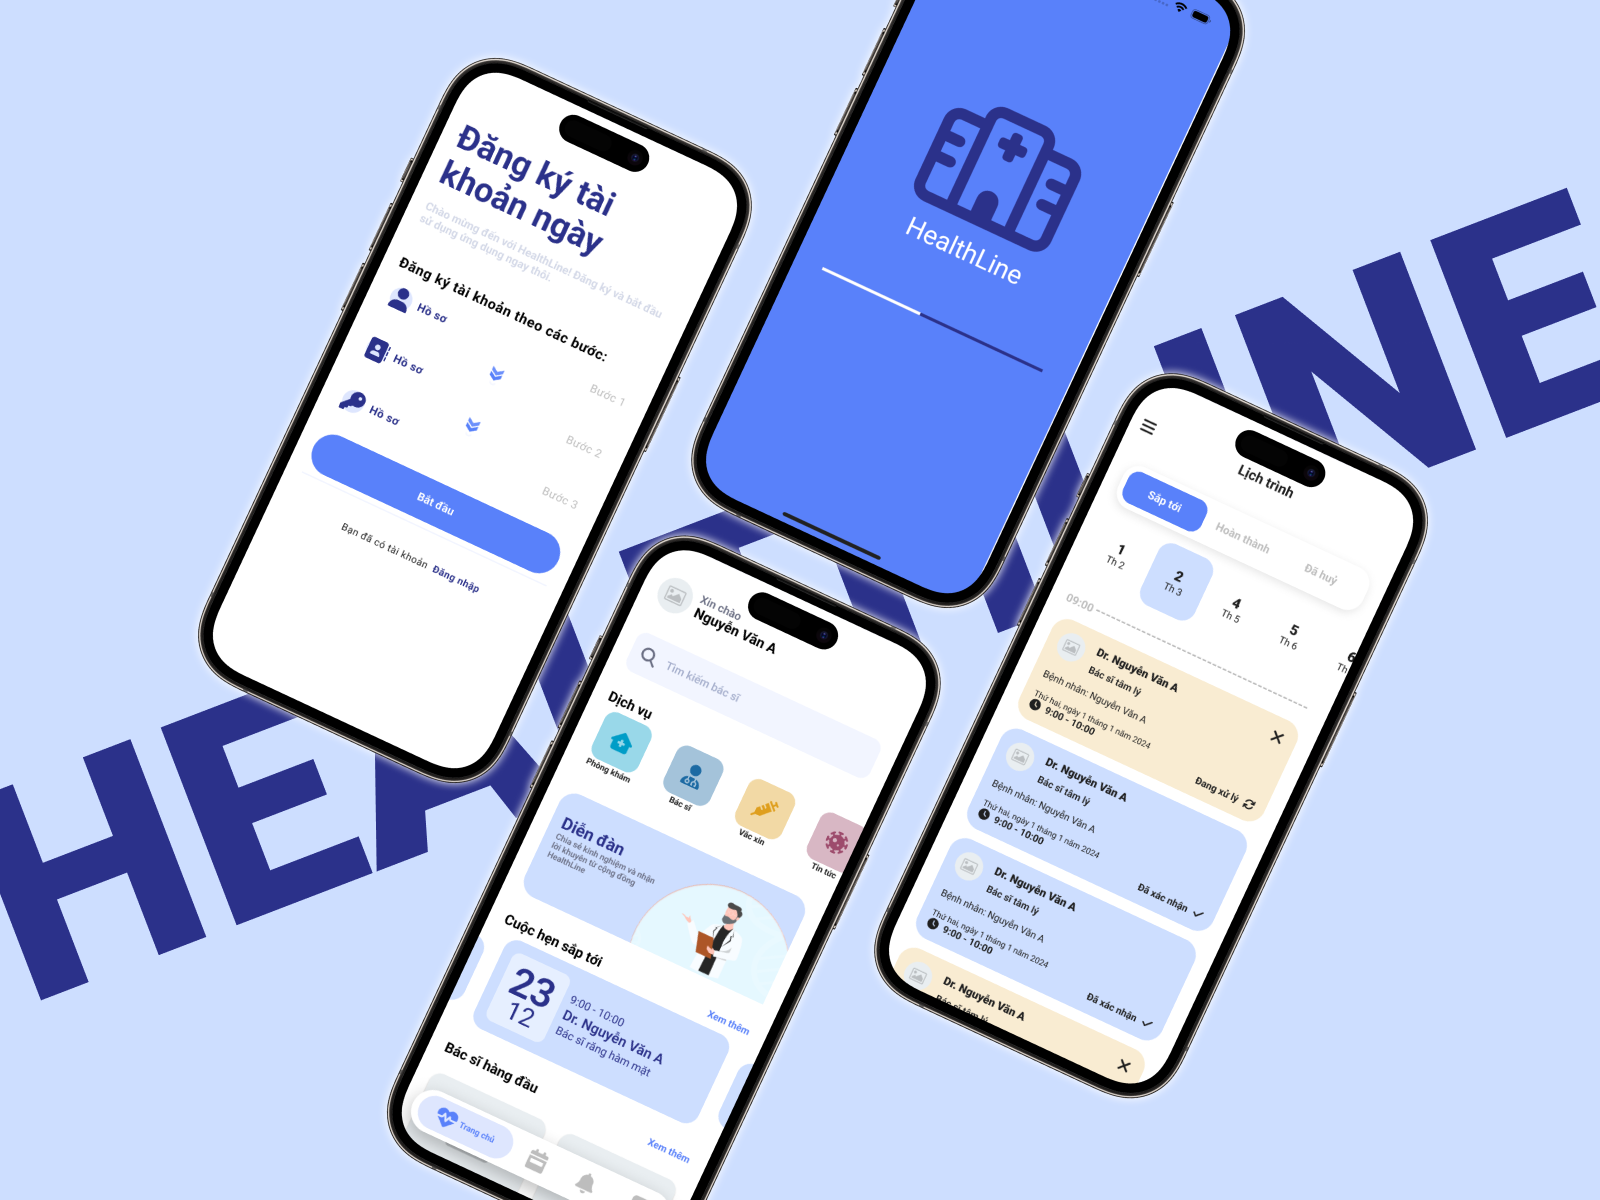 HEALTHLINE
Đăng ký tài
khoản ngày
Chào mừng đến với HealthLine! Đăng ký và bắt đầu
sử dụng ứng dụng ngay thôi.
Đăng ký tài khoản theo các bước:
Hồ sơ
Bước 1
Hồ sơ
Bước 2
Hồ sơ
Bước 3
Bắt đầu
Bạn đã có tài khoản Đăng nhập
HealthLine
Xin chào
Nguyễn Văn A
Tìm kiếm bác sĩ
Dịch vụ
Phòng khám
Bác sĩ
Vắc xin
Tin tức
Diễn đàn
Chia sẻ kinh nghiệm và nhận
lời khuyên từ cộng đồng
HealthLine
Cuộc hẹn sắp tới
Xem thêm
23
12
9:00 - 10:00
Dr. Nguyễn Văn A
Bác sĩ răng hàm mặt
Bác sĩ hàng đầu
Xem thêm
Trang chủ
Lịch trình
Sắp tới
Hoàn thành
Đã huỷ
1
Th 2
2
Th 3
4
Th 5
5
Th 6
6
Th
09:00
Dr. Nguyễn Văn A
Bác sĩ tâm lý
Bệnh nhân: Nguyễn Văn A
Thứ hai, ngày 1 tháng 1 năm 2024
9:00 - 10:00
Đang xử lý
Dr. Nguyễn Văn A
Bác sĩ tâm lý
Bệnh nhân: Nguyễn Văn A
Thứ hai, ngày 1 tháng 1 năm 2024
9:00 - 10:00
Đã xác nhận
Dr. Nguyễn Văn A
Bác sĩ tâm lý
Bệnh nhân: Nguyễn Văn A
Thứ hai, ngày 1 tháng 1 năm 2024
9:00 - 10:00
Đã xác nhận
Dr. Nguyễn Văn A
Bác sĩ tâm lý